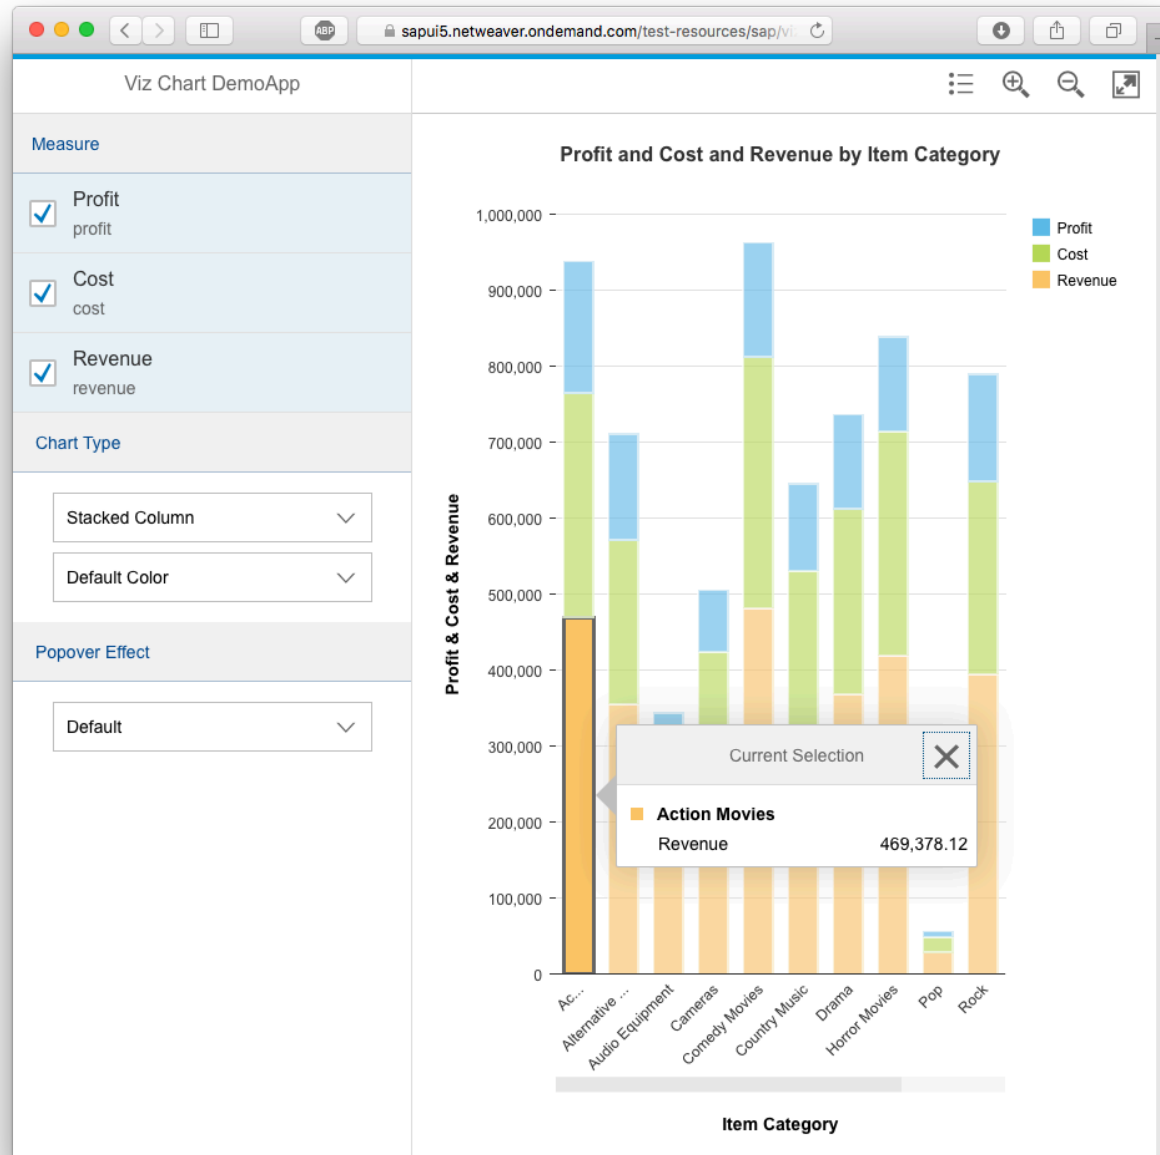 ABP
sapui5.netweaver.ondemand.com/test-resources/sap/vi
Viz Chart DemoApp
Measure
Profit
profit
Cost
cost
Revenue
revenue
Chart Type
Stacked Column
Default Color
Popover Effect
Default
Profit and Cost and Revenue by Item Category
Profit
Cost
Revenue
Profit & Cost & Revenue
1,000,000
900,000
800,000
700,000
600,000
500,000
400,000
300,000
200,000
100,000
0
Current Selection
Action Movies
Revenue 469,378.12
Ac...
Alternative ...
Audio Equipment
Cameras
Comedy Movies
Country Music
Drama
Horror Movies
Pop
Rock
Item Category